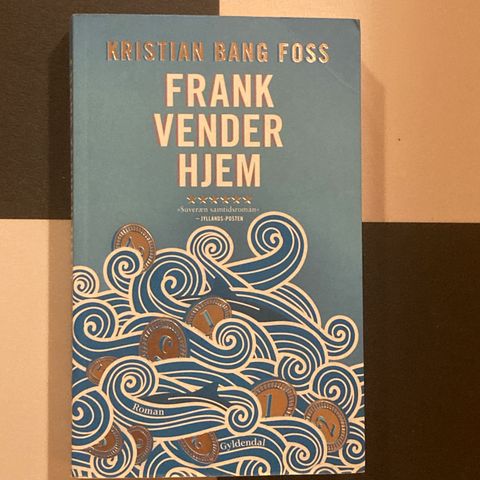 KRISTIAN BANG FOSS
FRANK
VENDER
HJEM
»Suveræn samtidsroman«
– JYLLANDS-POSTEN
Roman
Gyldendal